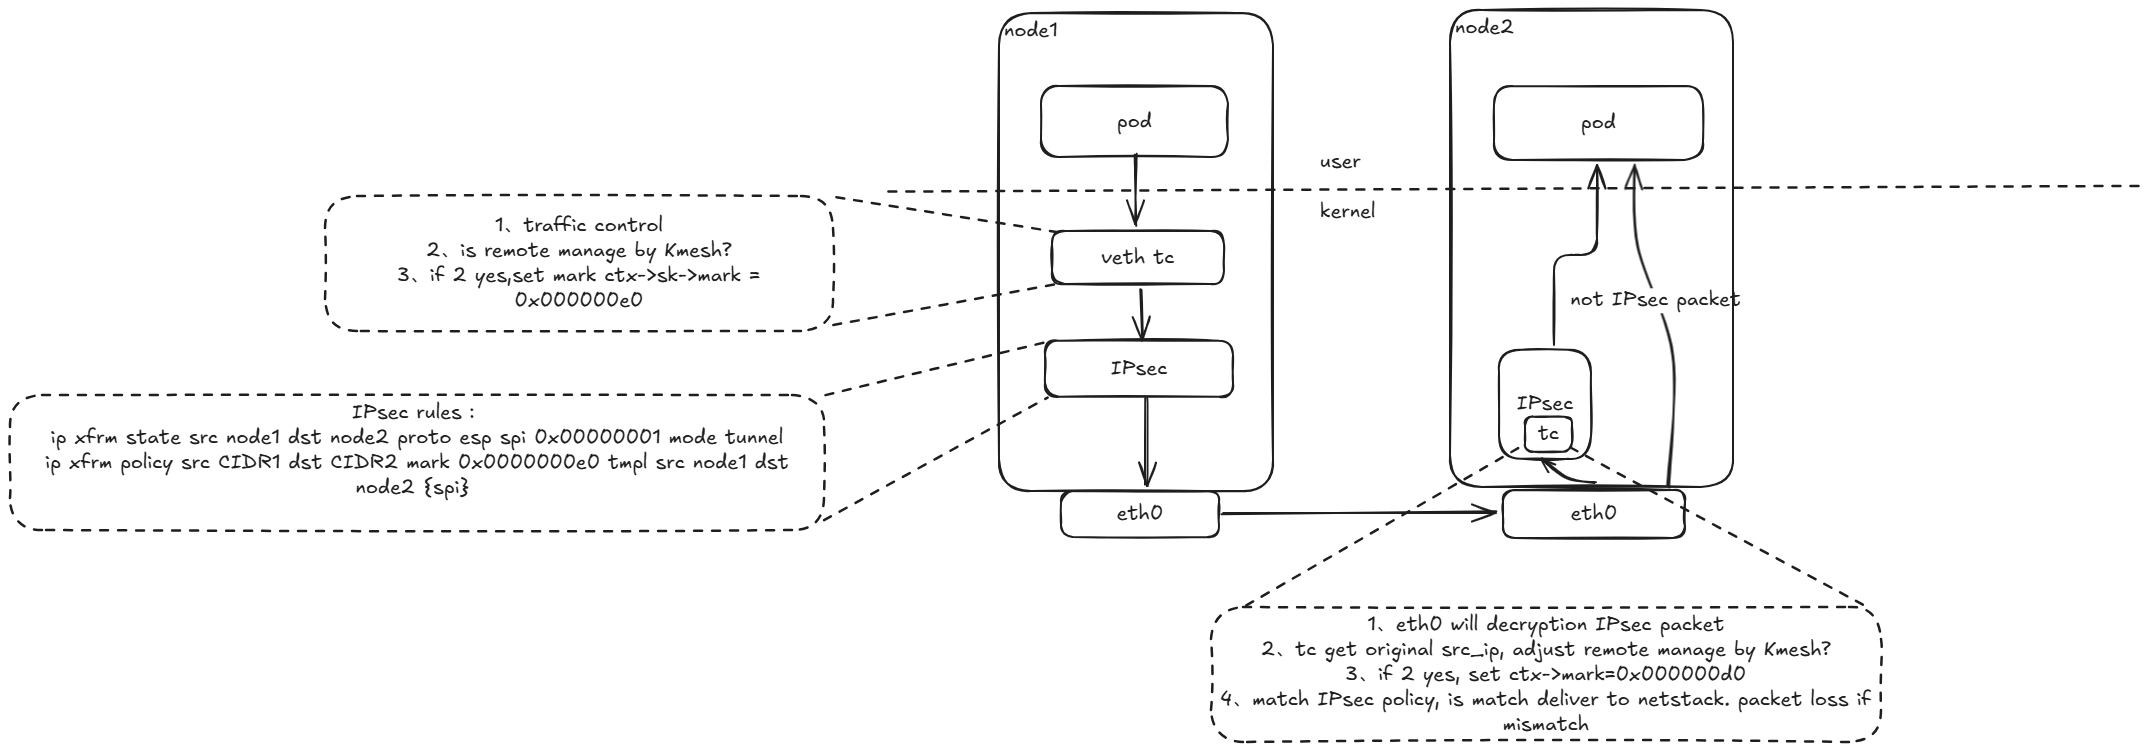 node1
node2
pod
pod
user
kernel
1、traffic control
2、is remote manage by Kmesh?
3、if 2 yes,set mark ctx->sk->mark =
0x000000e0
veth tc
not IPsec packet
IPsec
IPsec rules :
ip xfrm state src node1 dst node2 proto esp spi 0x00000001 mode tunnel
ip xfrm policy src CIDR1 dst CIDR2 mark 0x0000000e0 tmpl src node1 dst
node2 {spi}
IPsec
tc
eth0
eth0
1、eth0 will decryption IPsec packet
2、tc get original src_ip, adjust remote manage by Kmesh?
3、if 2 yes, set ctx->mark=0x000000d0
4、match IPsec policy, is match deliver to netstack. packet loss if
mismatch